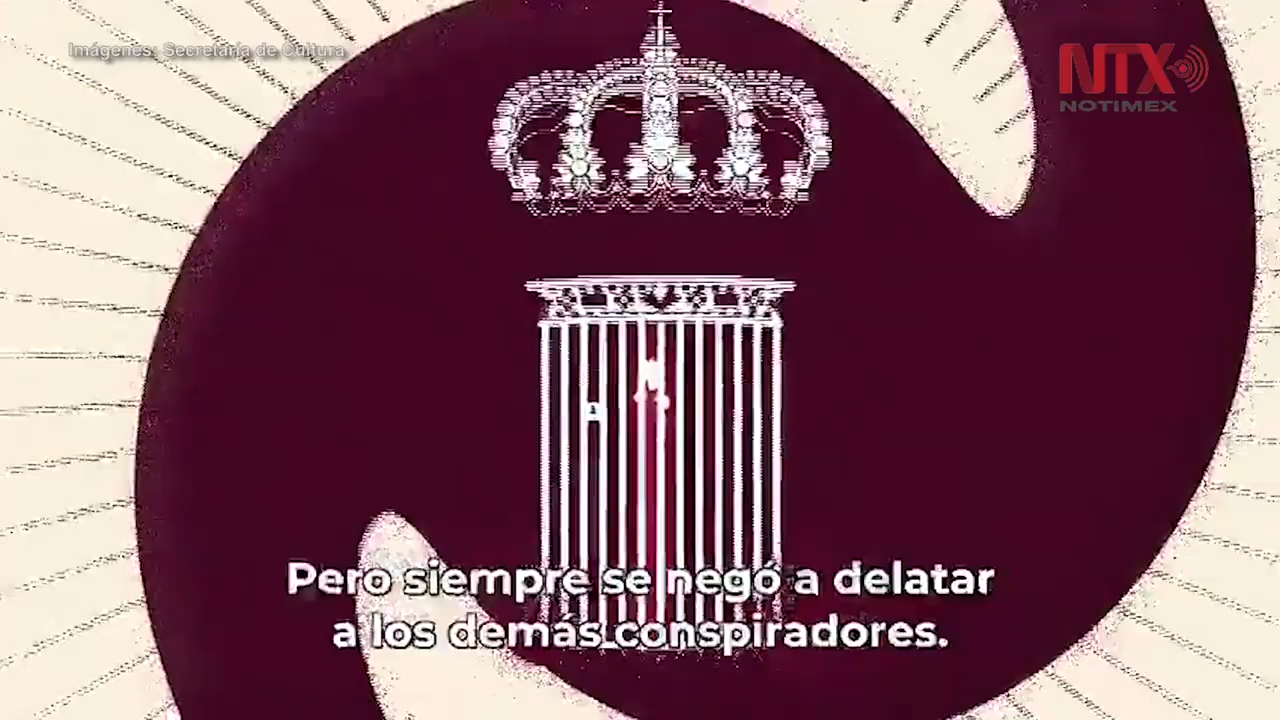 Imágenes: Secretaría de Cultura
NTX
NOTIMEX
Pero siempre se negó a delatar
a los demás conspiradores.